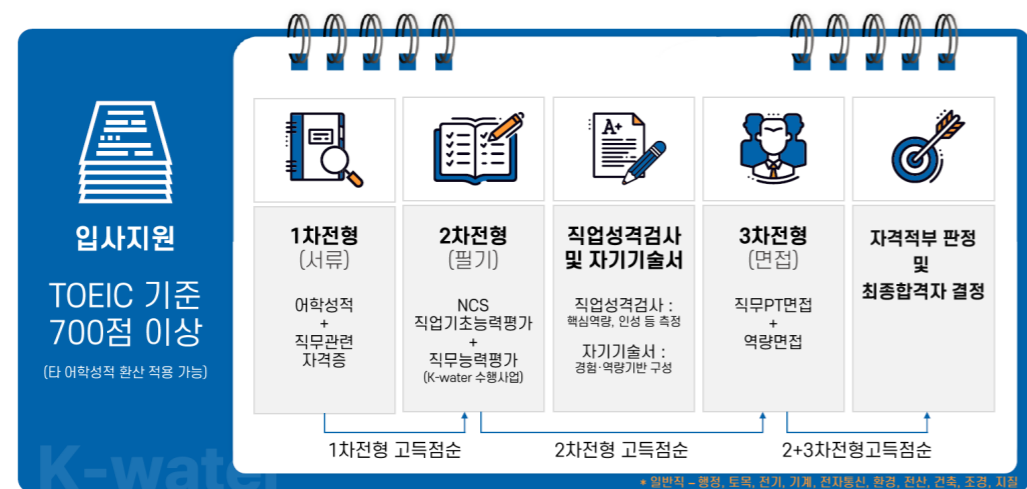 입사지원
TOEIC 기준
700점 이상
(타 어학성적 환산 적용 가능)
K-water
1차전형
(서류)
어학성적
+
직무관련
자격증
2차전형
(필기)
NCS
직업기초능력평가
+
직무능력평가
(K-water 수행사업)
A+
직업성격검사
및 자기기술서
직업성격검사 :
핵심역량, 인성 등 측정
자기기술서 :
경험·역량기반 구성
3차전형
(면접)
직무PT면접
+
역량면접
자격적부 판정
및
최종합격자 결정
1차전형 고득점순
2차전형 고득점순
2+3차전형고득점순
* 일반직 – 행정, 토목, 전기, 기계, 전자통신, 환경, 전산, 건축, 조경, 지질